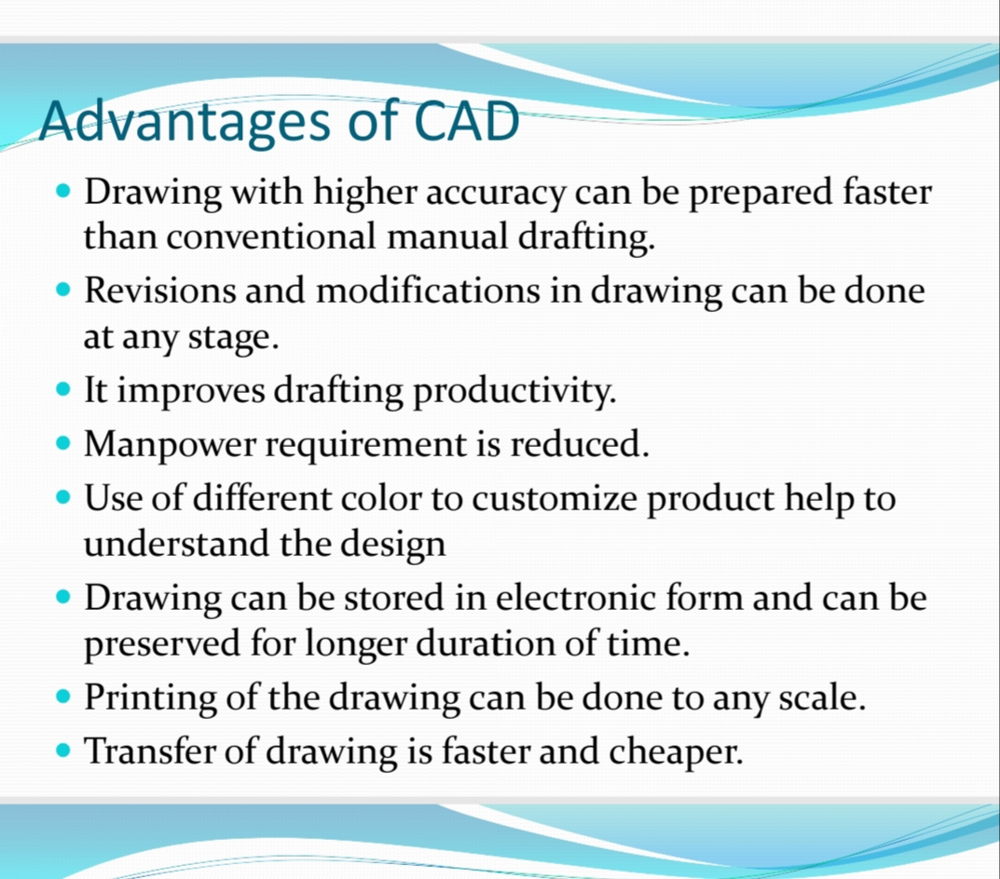 Advantages of CAD
• Drawing with higher accuracy can be prepared faster
than conventional manual drafting.
• Revisions and modifications in drawing can be done
at any stage.
• It improves drafting productivity.
• Manpower requirement is reduced.
• Use of different color to customize product help to
understand the design
• Drawing can be stored in electronic form and can be
preserved for longer duration of time.
• Printing of the drawing can be done to any scale.
• Transfer of drawing is faster and cheaper.